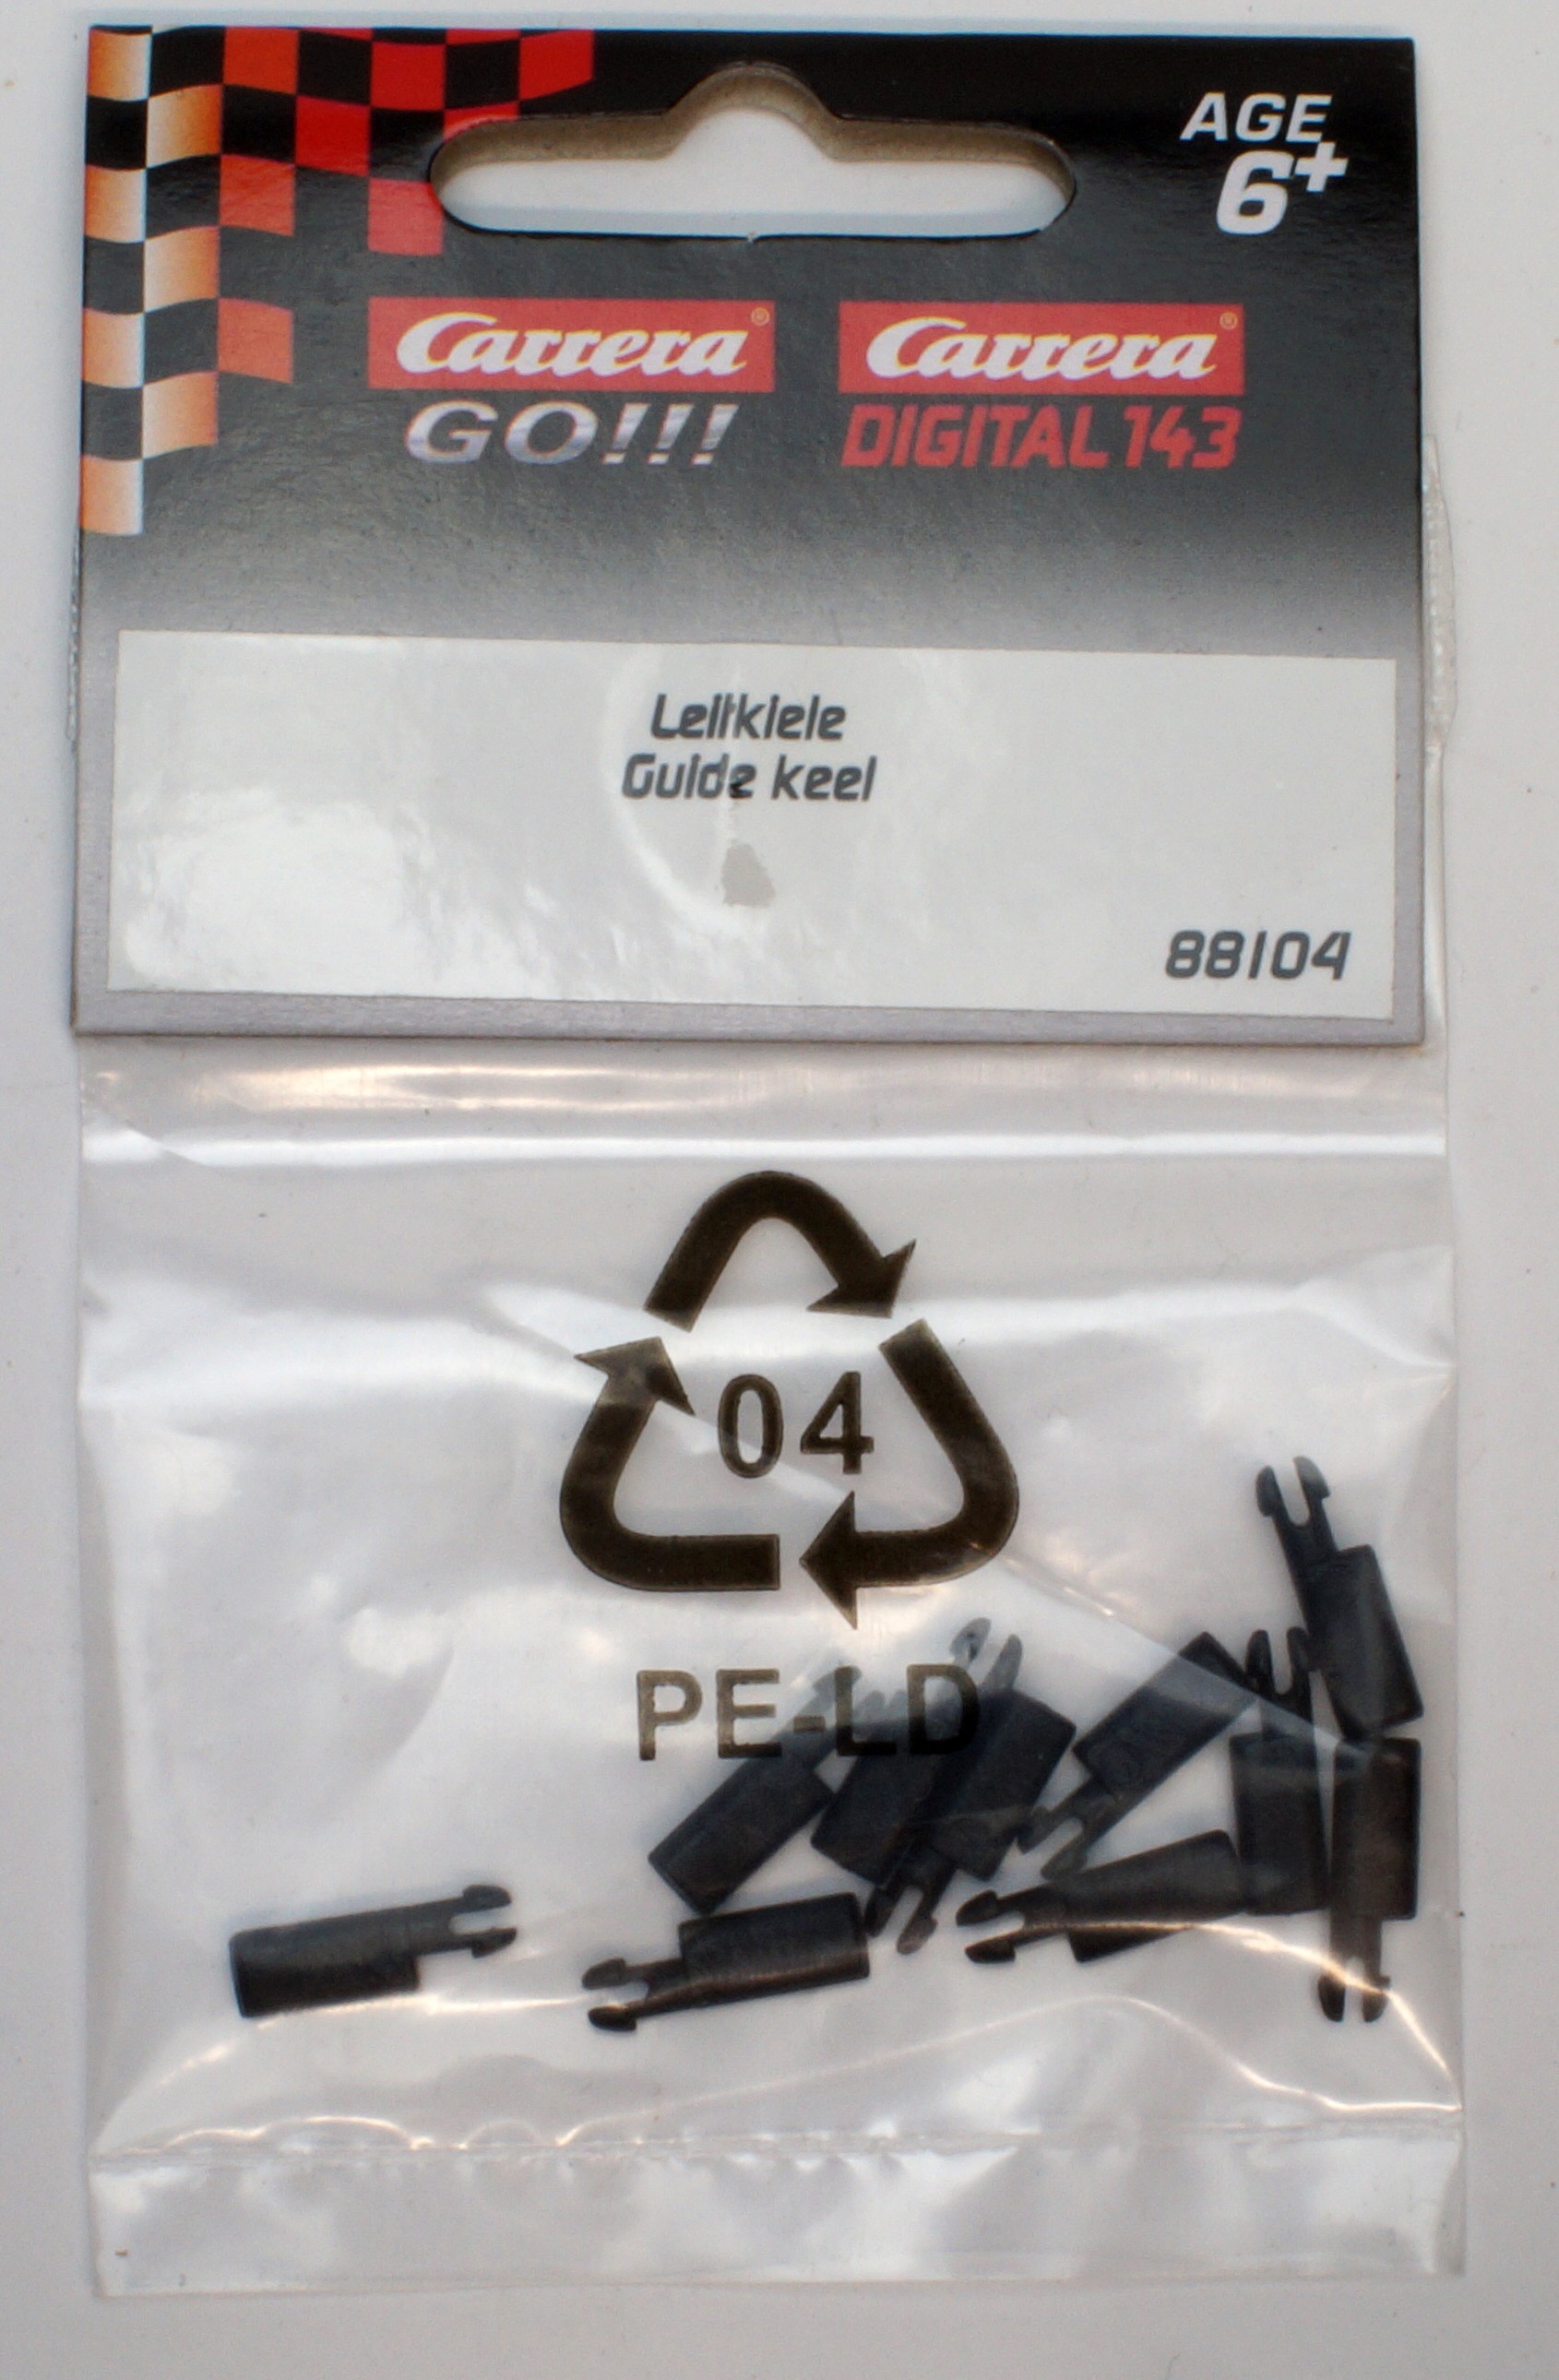 AGE
6+
Carrera® Carrera®
GO!!! DIGITAL 143
Leitkiele
Guide keel
88104
04
PE-LD